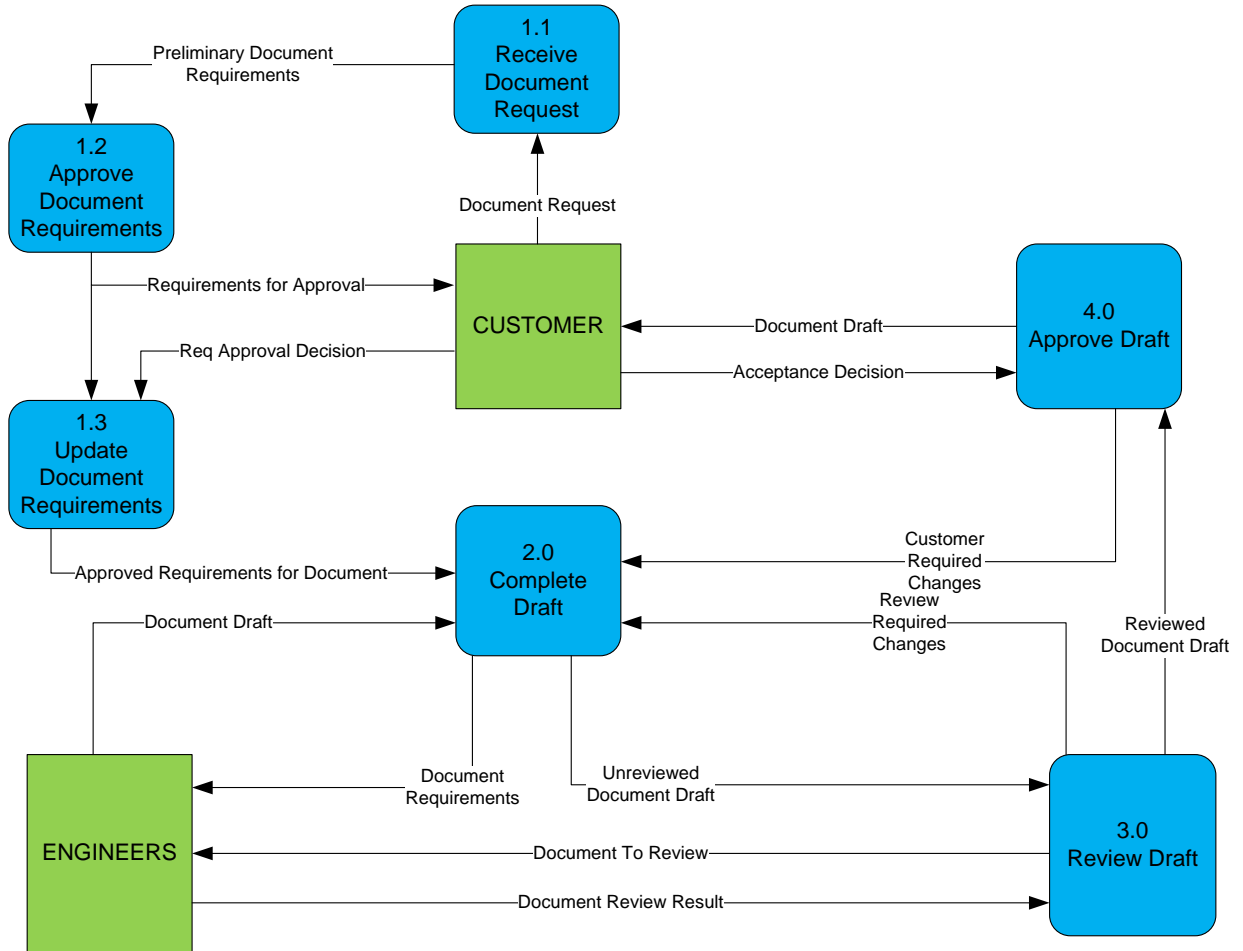 1.1
Receive
Document
Request
Preliminary Document
Requirements
1.2
Approve
Document
Requirements
Document Request
Requirements for Approval
CUSTOMER
Document Draft
4.0
Approve Draft
Req Approval Decision
Acceptance Decision
1.3
Update
Document
Requirements
Approved Requirements for Document
2.0
Complete
Draft
Customer
Required
Changes
Review
Required
Changes
Document Draft
Reviewed
Document Draft
Document
Requirements
Unreviewed
Document Draft
ENGINEERS
Document To Review
3.0
Review Draft
Document Review Result